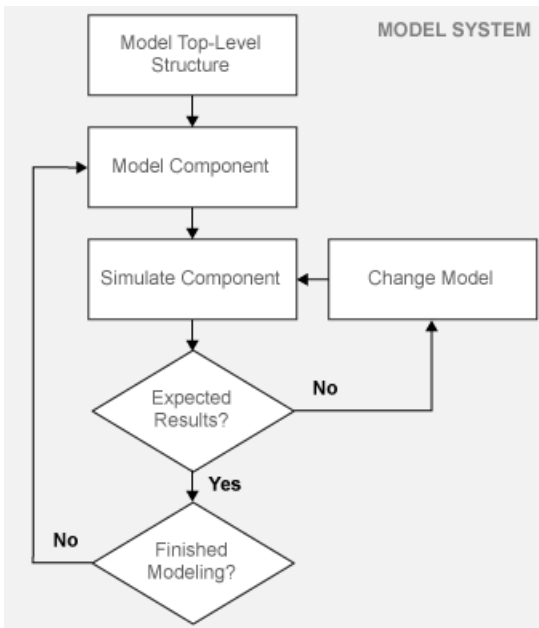 MODEL SYSTEM
Model Top-Level
Structure
Model Component
Simulate Component
Change Model
Expected
Results?
No
Yes
No
Finished
Modeling?